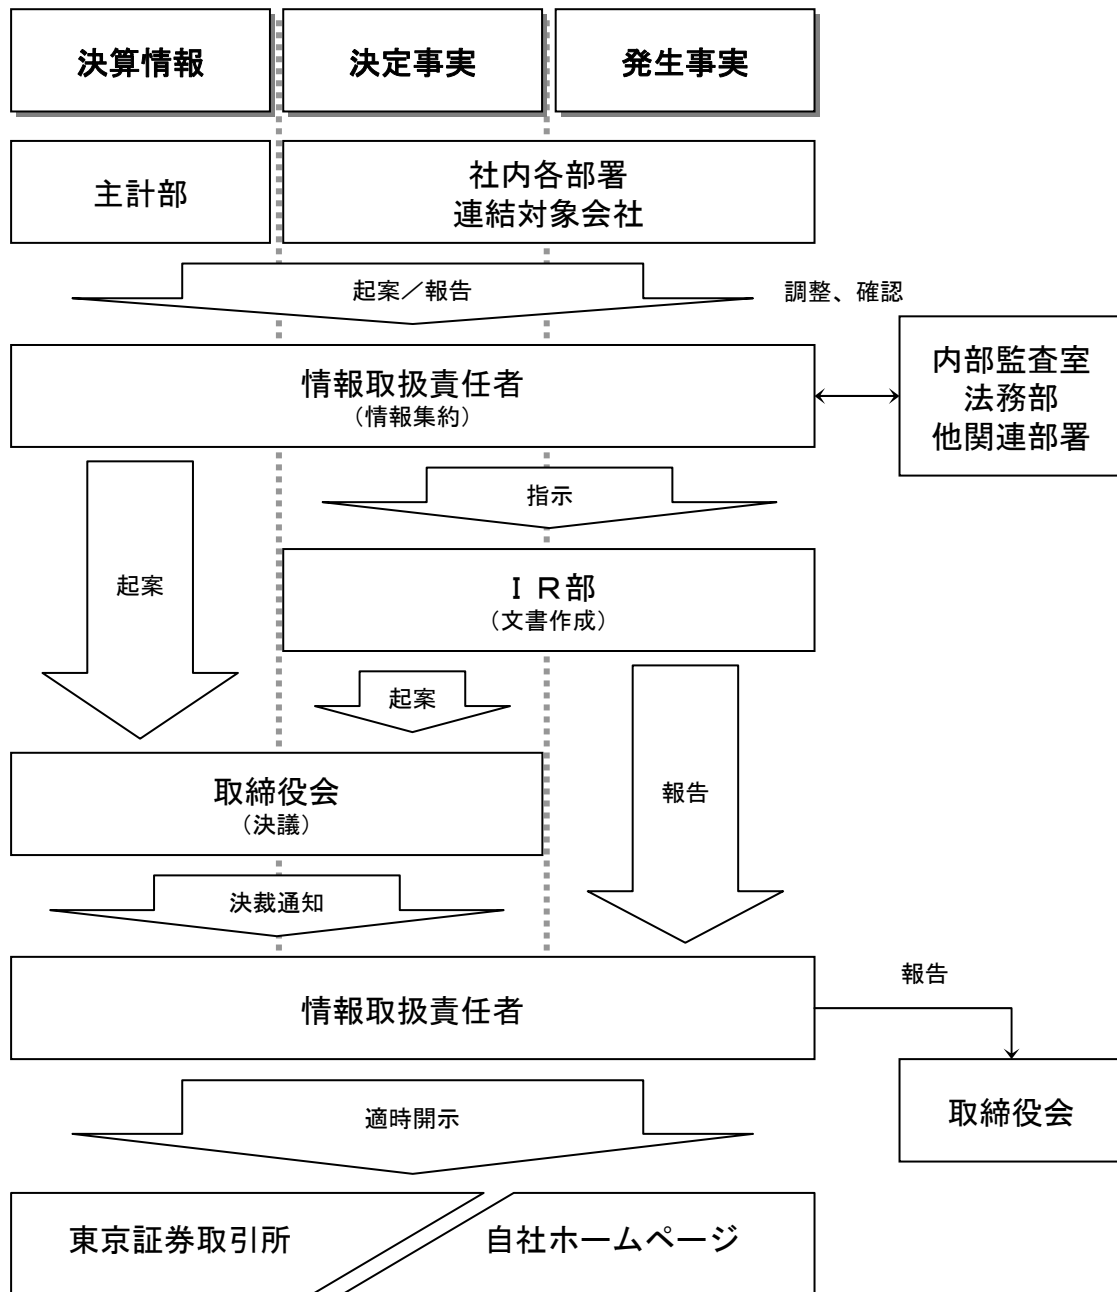 決算情報
決定事実
発生事実
主計部
社内各部署
連結対象会社
起案／報告
調整、確認
情報取扱責任者
（情報集約）
内部監査室
法務部
他関連部署
指示
起案
ＩＲ部
（文書作成）
起案
報告
取締役会
（決議）
決裁通知
情報取扱責任者
報告
取締役会
適時開示
東京証券取引所
自社ホームページ